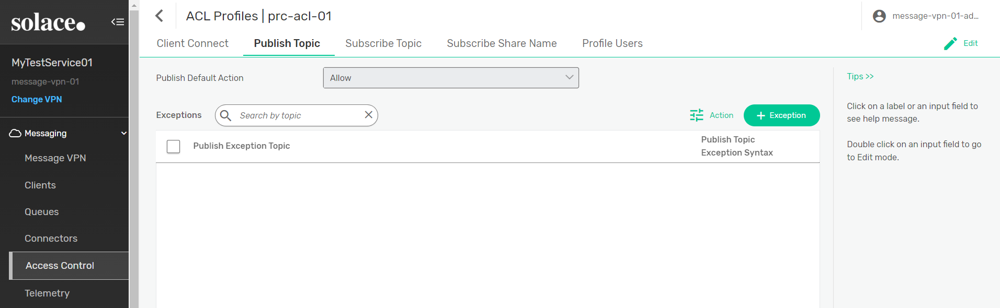 solace.
MyTestService01
message-vpn-01
Change VPN
Messaging
Message VPN
Clients
Queues
Connectors
Access Control
Telemetry
ACL Profiles | prc-acl-01
message-vpn-01-ad...
Client Connect
Publish Topic
Subscribe Topic
Subscribe Share Name
Profile Users
Edit
Publish Default Action
Allow
Exceptions
Search by topic
Action
+ Exception
Publish Exception Topic
Publish Topic
Exception Syntax
Tips >>
Click on a label or an input field to
see help message.
Double click on an input field to go
to Edit mode.